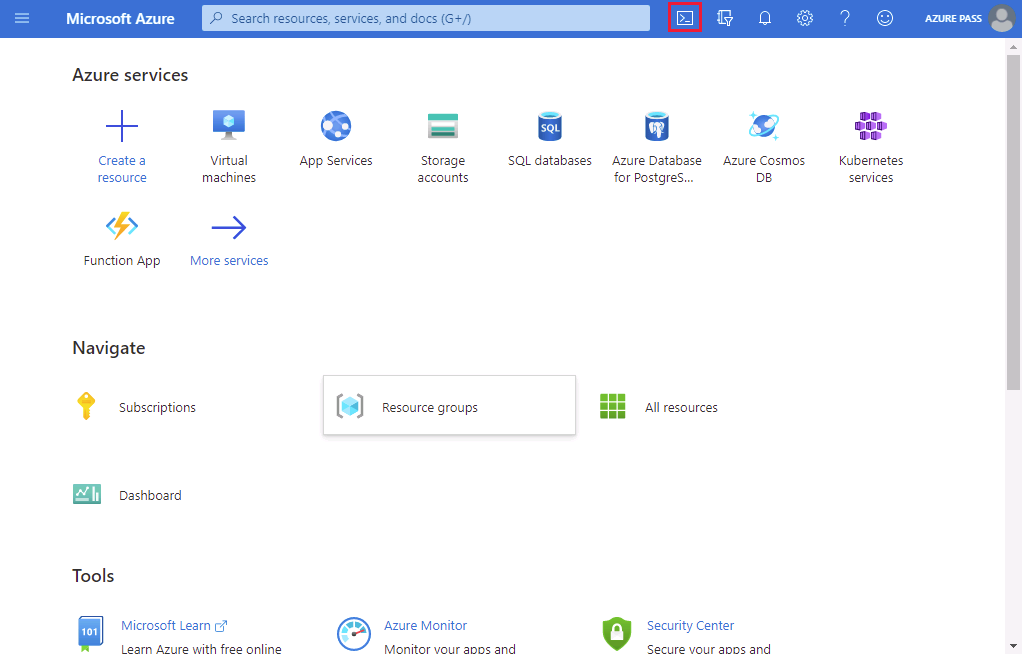 Microsoft Azure
Search resources, services, and docs (G+/)
AZURE PASS
Azure services
Create a
resource
Virtual
machines
App Services
Storage
accounts
SQL
SQL databases
Azure Database
for PostgreS...
Azure Cosmos
DB
Kubernetes
services
Function App
More services
Navigate
Subscriptions
Resource groups
All resources
Dashboard
Tools
101
Microsoft Learn
Learn Azure with free online
Azure Monitor
Monitor your apps and
Security Center
Secure your apps and